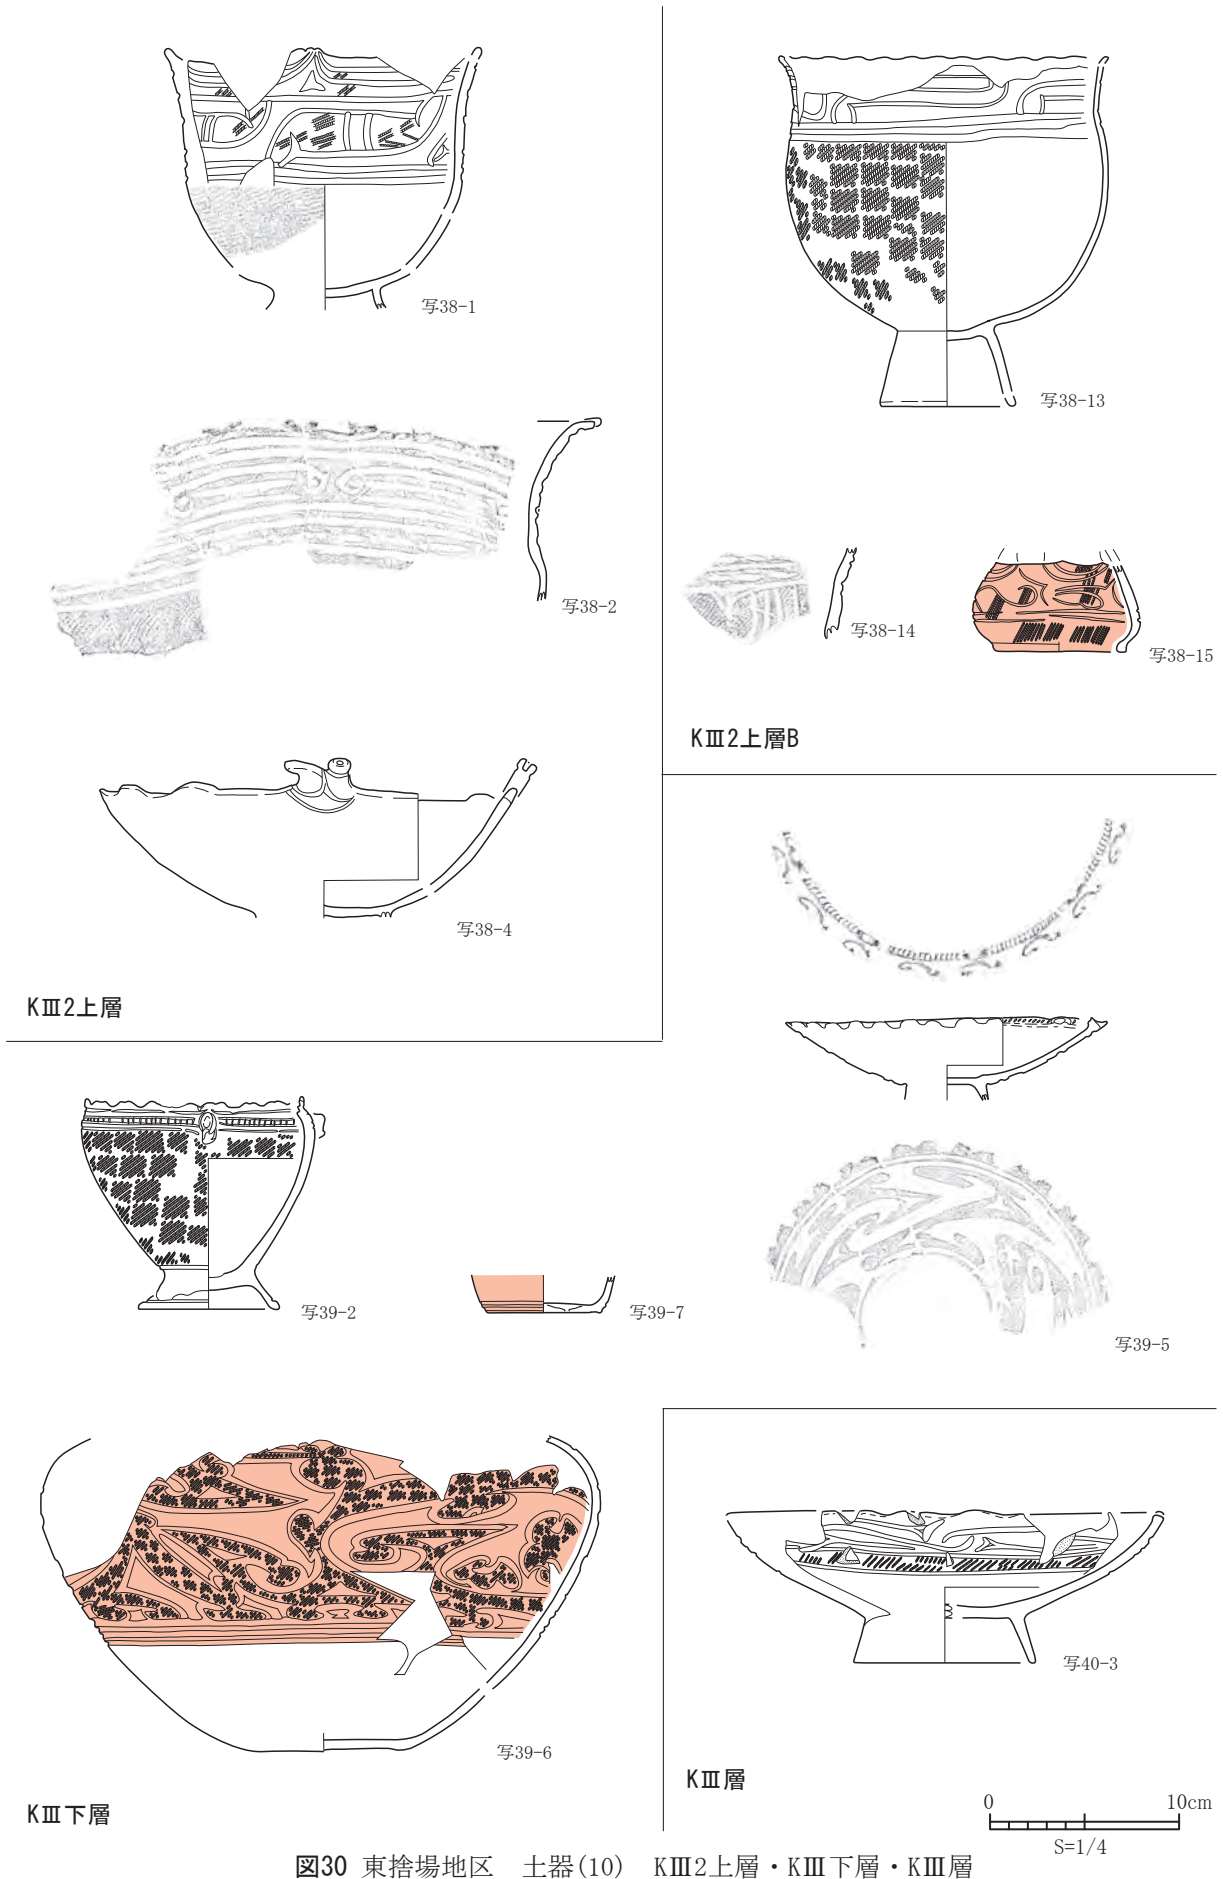 写38-1
写38-2
写38-4
KⅢ2上層
写38-13
写38-14
写38-15
KⅢ2上層B
写39-2
写39-7
写39-5
写39-6
KⅢ下層
写40-3
KⅢ層
0 10cm
S=1/4
図30 東捨場地区 土器(10) KⅢ2上層・KⅢ下層・KⅢ層